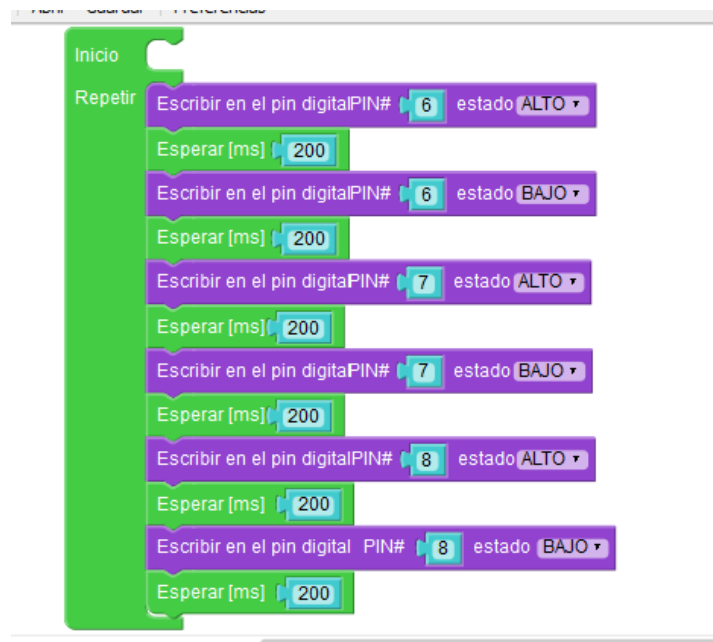 Inicio
Repetir Escribir en el pin digitalPIN# 6 estado ALTO
Esperar [ms] 200
Escribir en el pin digitalPIN# 6 estado BAJO
Esperar [ms] 200
Escribir en el pin digitalPIN# 7 estado ALTO
Esperar [ms] 200
Escribir en el pin digitalPIN# 7 estado BAJO
Esperar [ms] 200
Escribir en el pin digitalPIN# 8 estado ALTO
Esperar [ms] 200
Escribir en el pin digital PIN# 8 estado BAJO
Esperar [ms] 200